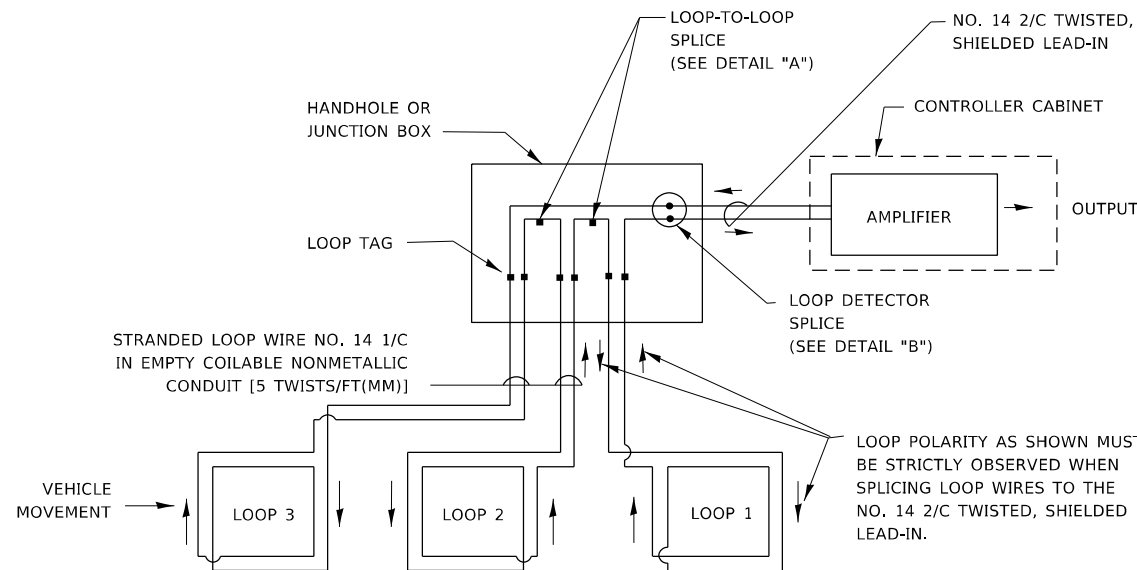 LOOP-TO-LOOP
SPLICE
(SEE DETAIL "A")
NO. 14 2/C TWISTED,
SHIELDED LEAD-IN
HANDHOLE OR
JUNCTION BOX
CONTROLLER CABINET
AMPLIFIER
OUTPUT
LOOP TAG
LOOP DETECTOR
SPLICE
(SEE DETAIL "B")
STRANDED LOOP WIRE NO. 14 1/C
IN EMPTY COILABLE NONMETALLIC
CONDUIT [5 TWISTS/FT(MM)]
LOOP POLARITY AS SHOWN MUST
BE STRICTLY OBSERVED WHEN
SPLICING LOOP WIRES TO THE
NO. 14 2/C TWISTED, SHIELDED
LEAD-IN.
VEHICLE
MOVEMENT
LOOP 3
LOOP 2
LOOP 1